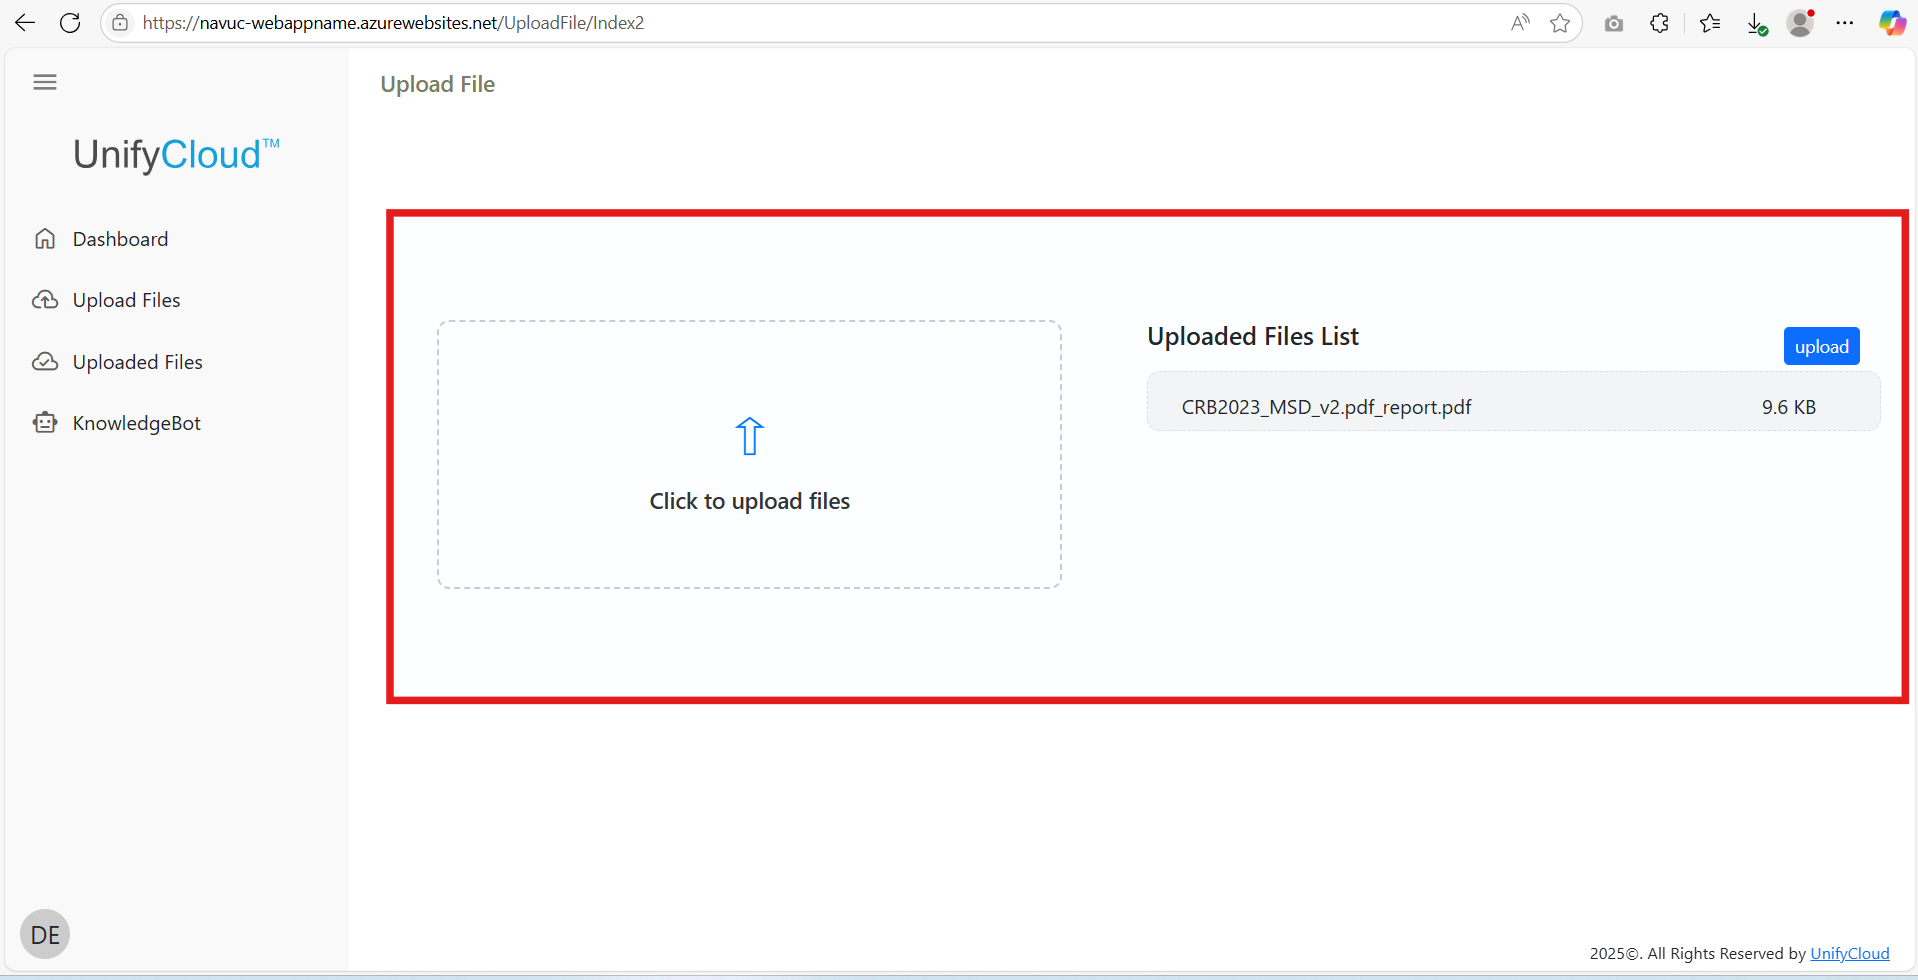 https://navuc-webappname.azurewebsites.net/UploadFile/Index2
Upload File
UnifyCloud™
Dashboard
Upload Files
Uploaded Files
KnowledgeBot
Click to upload files
Uploaded Files List
upload
CRB2023_MSD_v2.pdf_report.pdf 9.6 KB
DE
2025©. All Rights Reserved by UnifyCloud